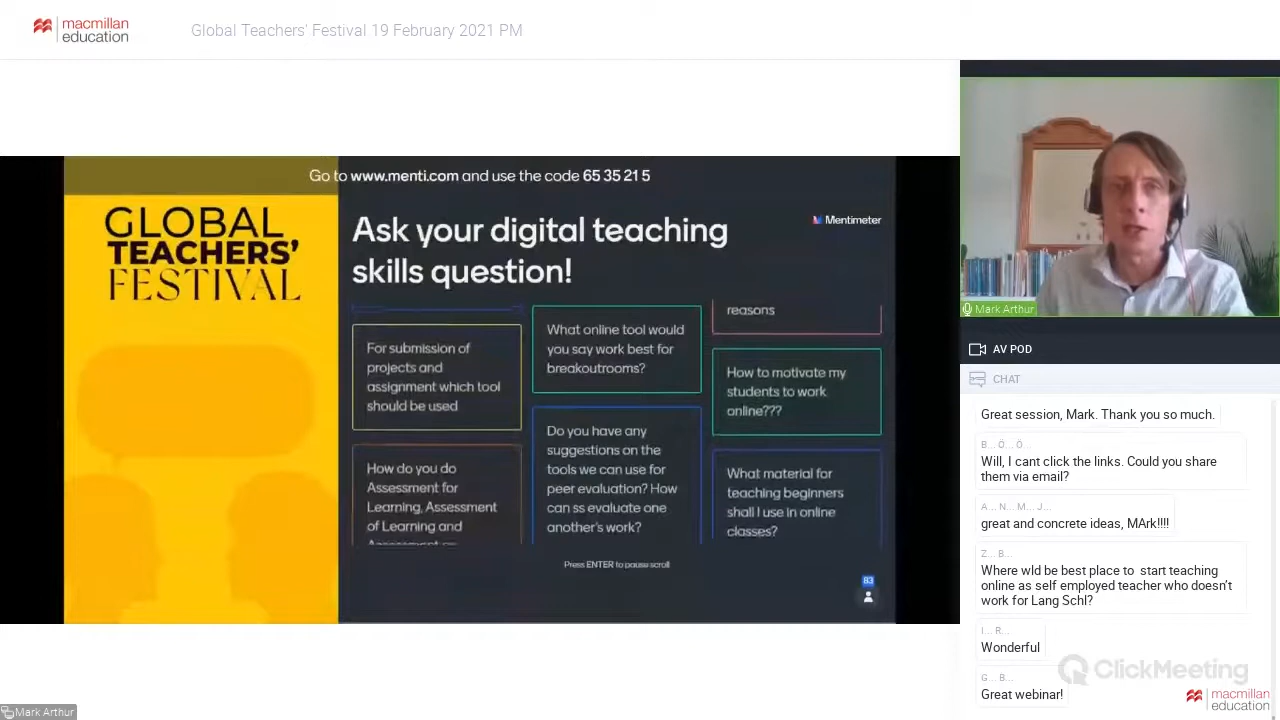 macmillan
education
Global Teachers' Festival 19 February 2021 PM
Go to www.menti.com and use the code 65 35 21 5
GLOBAL
TEACHERS'
FESTIVAL
Ask your digital teaching
skills question!
Mentimeter
For submission of
projects and
assignment which tool
should be used
How do you do
Assessment for
Learning, Assessment
of Learning and
What online tool would
you say work best for
breakoutrooms?
Do you have any
suggestions on the
tools we can use for
peer evaluation? How
can ss evaluate one
another's work?
reasons
How to motivate my
students to work
online???
What material for
teaching beginners
shall I use in online
classes?
Press ENTER to pause scroll
83
Mark Arthur
AV POD
CHAT
Great session, Mark. Thank you so much.
B... Ö... Ö...
Will, I cant click the links. Could you share
them via email?
A... N... M... J...
great and concrete ideas, MArk!!!!
Z... B...
Where wld be best place to start teaching
online as self employed teacher who doesn't
work for Lang Schl?
I... R...
Wonderful
G... B...
Great webinar!
ClickMeeting
macmillan
education
Mark Arthur